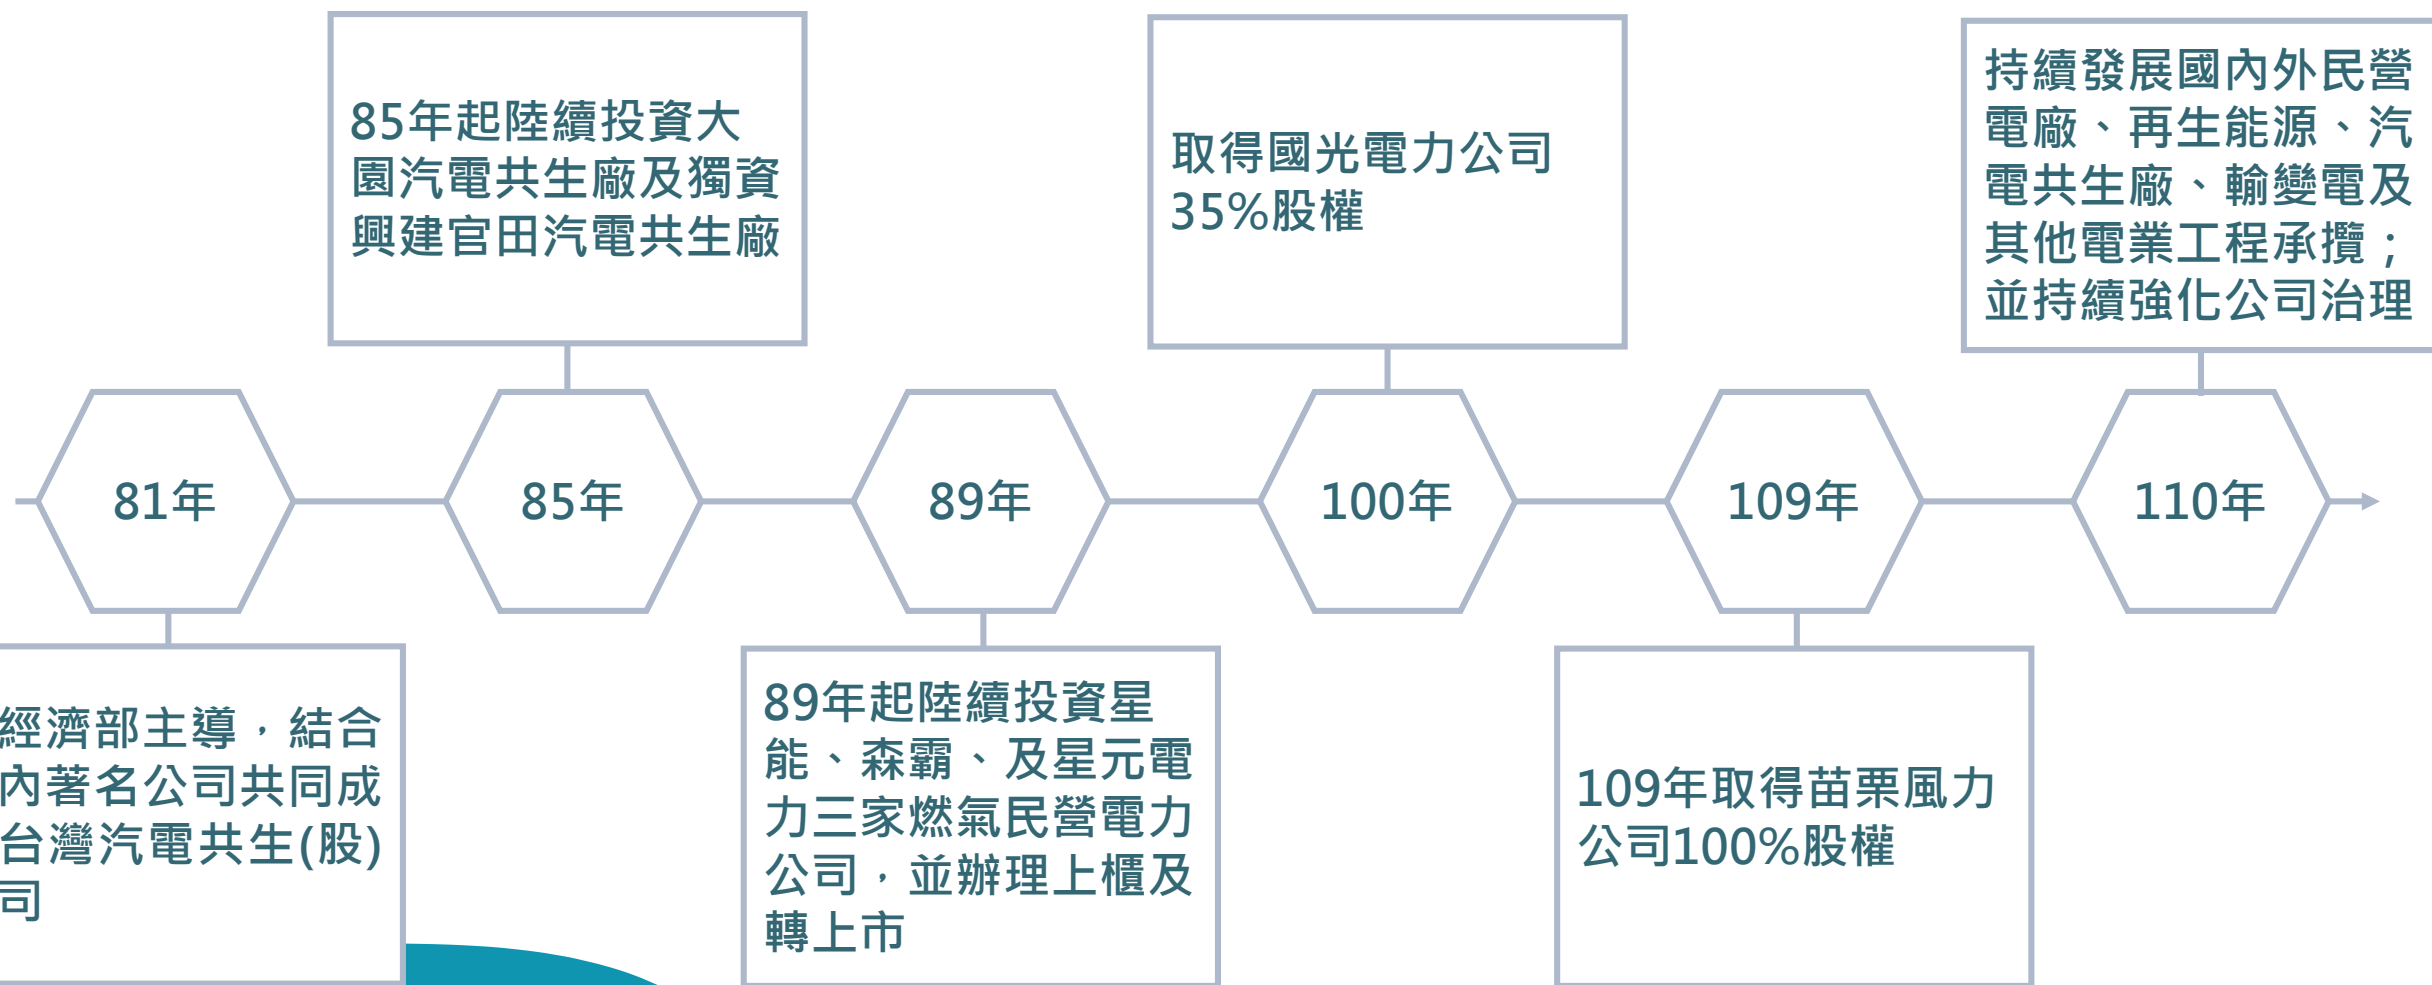 85年起陸續投資大
園汽電共生廠及獨資
興建官田汽電共生廠
取得國光電力公司
35%股權
持續發展國內外民營
電廠、再生能源、汽
電共生廠、輸變電及
其他電業工程承攬；
並持續強化公司治理
81年
85年
89年
100年
109年
110年
經濟部主導，結合
內著名公司共同成
台灣汽電共生(股)
司
89年起陸續投資星
能、森霸、及星元電
力三家燃氣民營電力
公司，並辦理上櫃及
轉上市
109年取得苗栗風力
公司100%股權